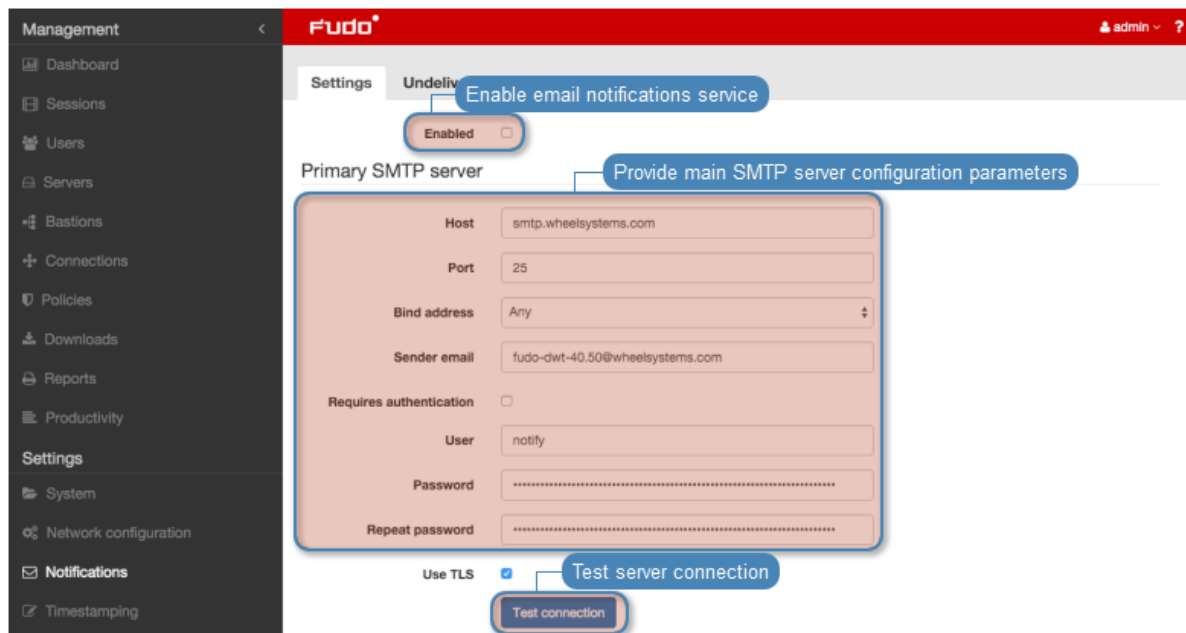 Management
FUDO
admin
?
Dashboard
Sessions
Users
Servers
Bastions
Connections
Policies
Downloads
Reports
Productivity
Settings
System
Network configuration
Notifications
Timestamping
Settings
Enable email notifications service
Enabled
Primary SMTP server
Provide main SMTP server configuration parameters
Host smtp.wheelsystems.com
Port 25
Bind address Any
Sender email fudo-dwt-40.50@wheelsystems.com
Requires authentication
User notify
Password
Repeat password
Use TLS
Test server connection
Test connection